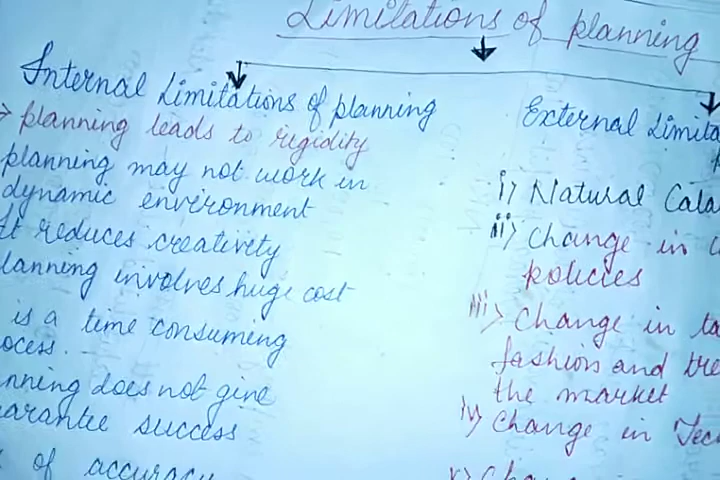 Limitations of planning
Internal Limitations of planning
> planning leads to rigidity
planning may not work in
dynamic environment
It reduces creativity
lanning involves huge cost
is a time consuming
ocess.
nning does not give
arantee success
of accuracy
External Limita
i) Natural Cala
ii) Change in
policies
iii) Change in ta
fashion and tre
the market
iv) Change in Tec
v) Chan